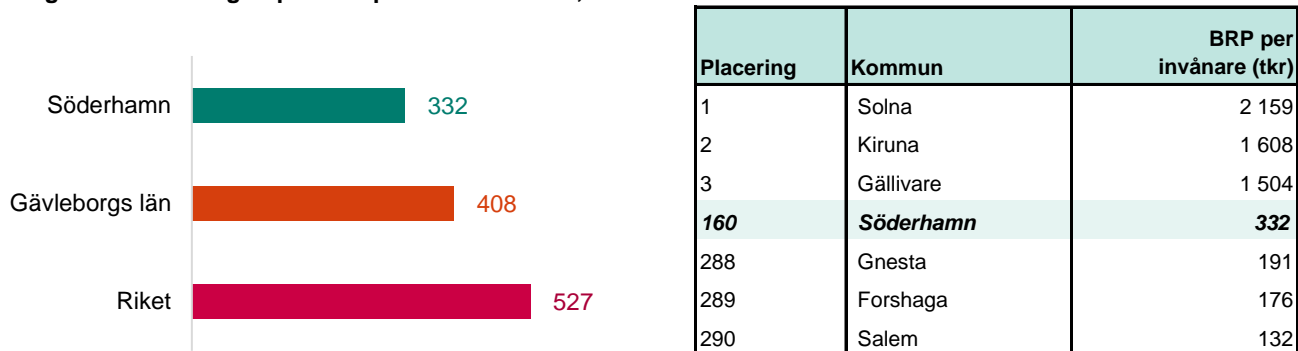 Söderhamn 332
Gävleborgs län 408
Riket 527
Placering Kommun BRP per invånare (tkr)
1 Solna 2 159
2 Kiruna 1 608
3 Gällivare 1 504
160 Söderhamn 332
288 Gnesta 191
289 Forshaga 176
290 Salem 132